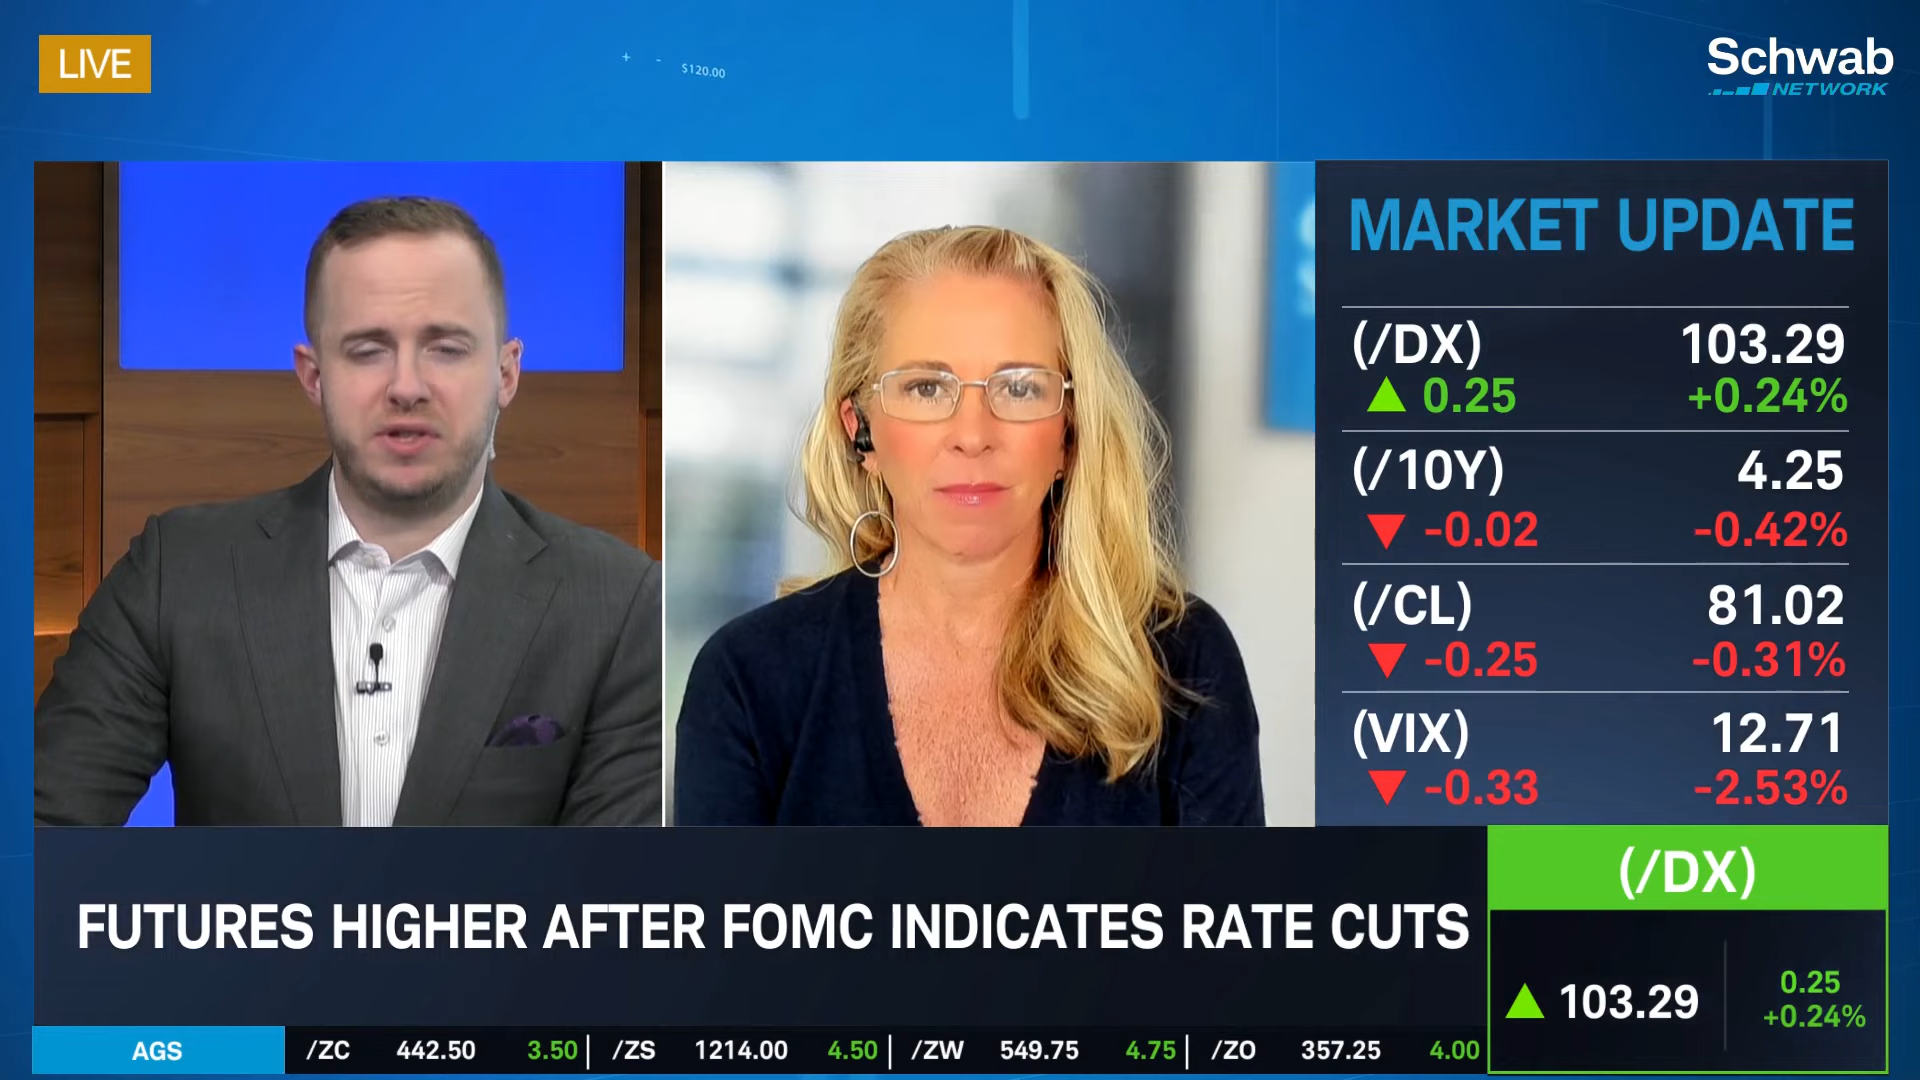 LIVE
+ - $120.00
Schwab
NETWORK
MARKET UPDATE
(/DX) 103.29
▲ 0.25 +0.24%
(/10Y) 4.25
▼ -0.02 -0.42%
(/CL) 81.02
▼ -0.25 -0.31%
(VIX) 12.71
▼ -0.33 -2.53%
FUTURES HIGHER AFTER FOMC INDICATES RATE CUTS
(/DX)
▲ 103.29
0.25
+0.24%
AGS /ZC 442.50 3.50 | /ZS 1214.00 4.50 | /ZW 549.75 4.75 | /ZO 357.25 4.00